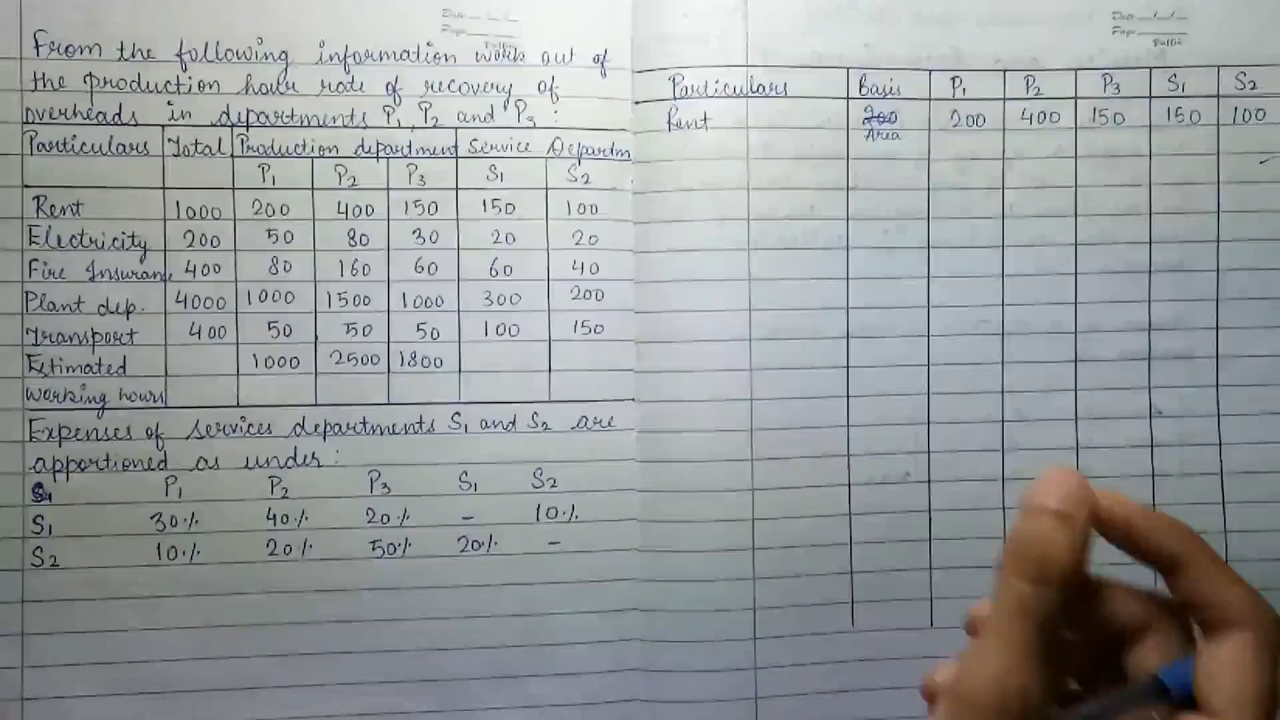 Date
Page
From the following information work out of
the production hour rate of recovery of
overheads in departments P1, P2 and P3 :
Particulars Total Production department Service Departm
P1 P2 P3 S1 S2
Rent 1000 200 400 150 150 100
Electricity 200 50 80 30 20 20
Fire Insurance 400 80 160 60 60 40
Plant dep. 4000 1000 1500 1000 300 200
Transport 400 50 50 50 100 150
Estimated 1000 2500 1800
working hours
Expenses of services departments S1 and S2 are
apportioned as under :
P1 P2 P3 S1 S2
S1 30% 40% 20% - 10%
S2 10% 20% 50% 20% -
Date
Page
Particulars Basis P1 P2 P3 S1 S2
Rent 200 200 400 150 150 100
Area